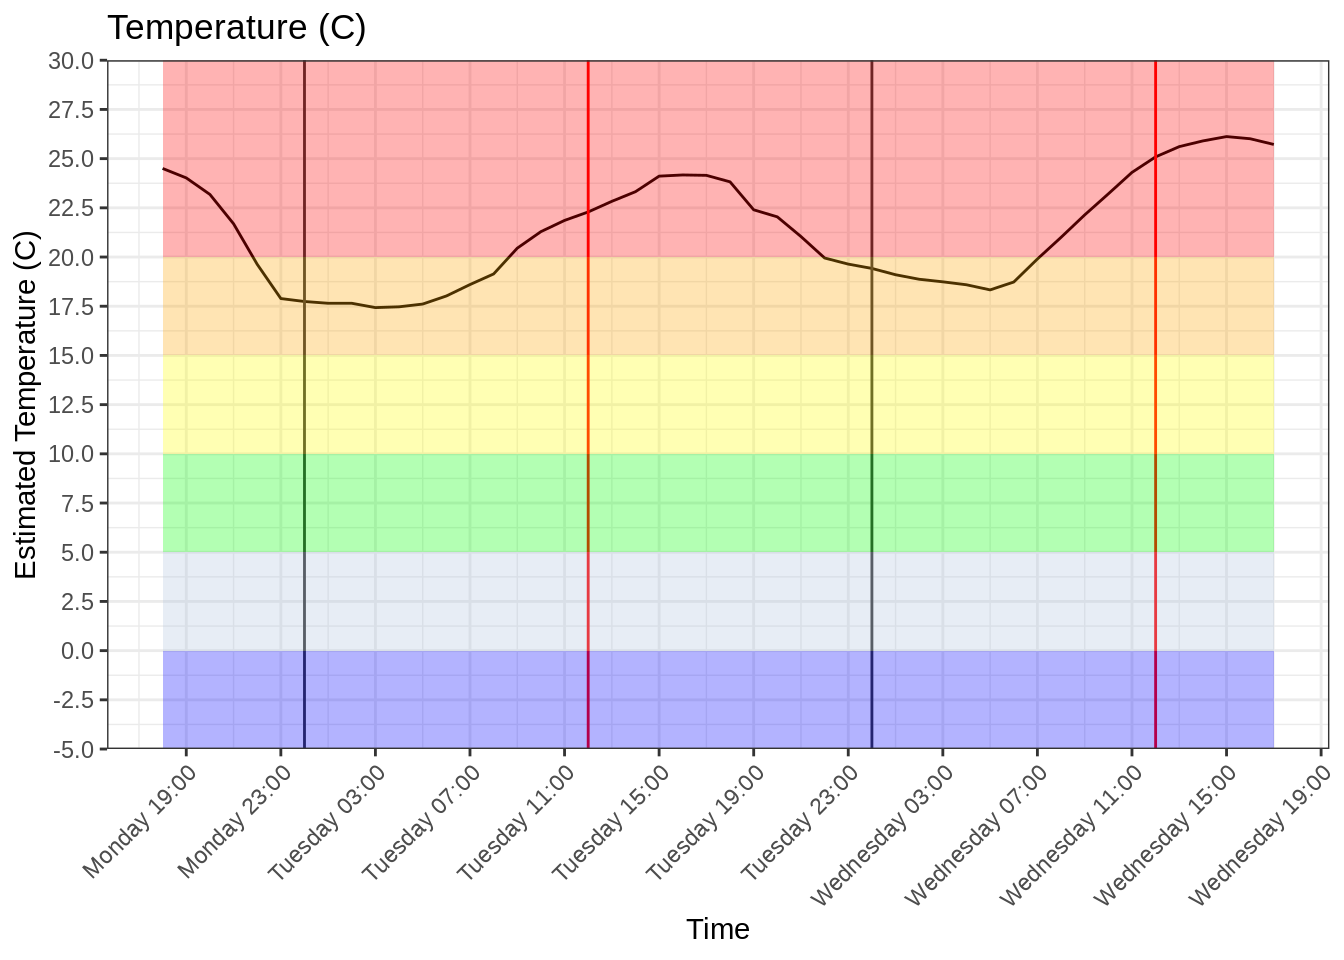 Temperature (C)
Estimated Temperature (C)
30.0
27.5
25.0
22.5
20.0
17.5
15.0
12.5
10.0
7.5
5.0
2.5
0.0
-2.5
-5.0
Monday 19:00
Monday 23:00
Tuesday 03:00
Tuesday 07:00
Tuesday 11:00
Tuesday 15:00
Tuesday 19:00
Tuesday 23:00
Wednesday 03:00
Wednesday 07:00
Wednesday 11:00
Wednesday 15:00
Wednesday 19:00
Time